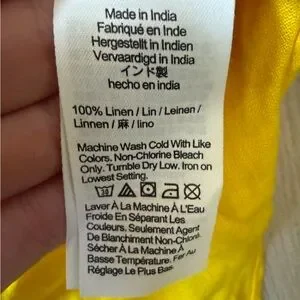 Made in India
Fabriqué en Inde
Hergestellt in Indien
Vervaardigd in India
インド製
hecho en india
100% Linen / Lin / Leinen /
Linnen / 麻 / lino
Machine Wash Cold With Like
Colors. Non-Chlorine Bleach
Only. Tumble Dry Low. Iron on
Lowest Setting.
Laver À La Machine À L'Eau
Froide En Séparant Les
Couleurs. Seulement Agent
De Blanchiment Non-Chloré.
Sécher À La Machine À
Basse Température. Fer Au
Réglage Le Plus Bas.